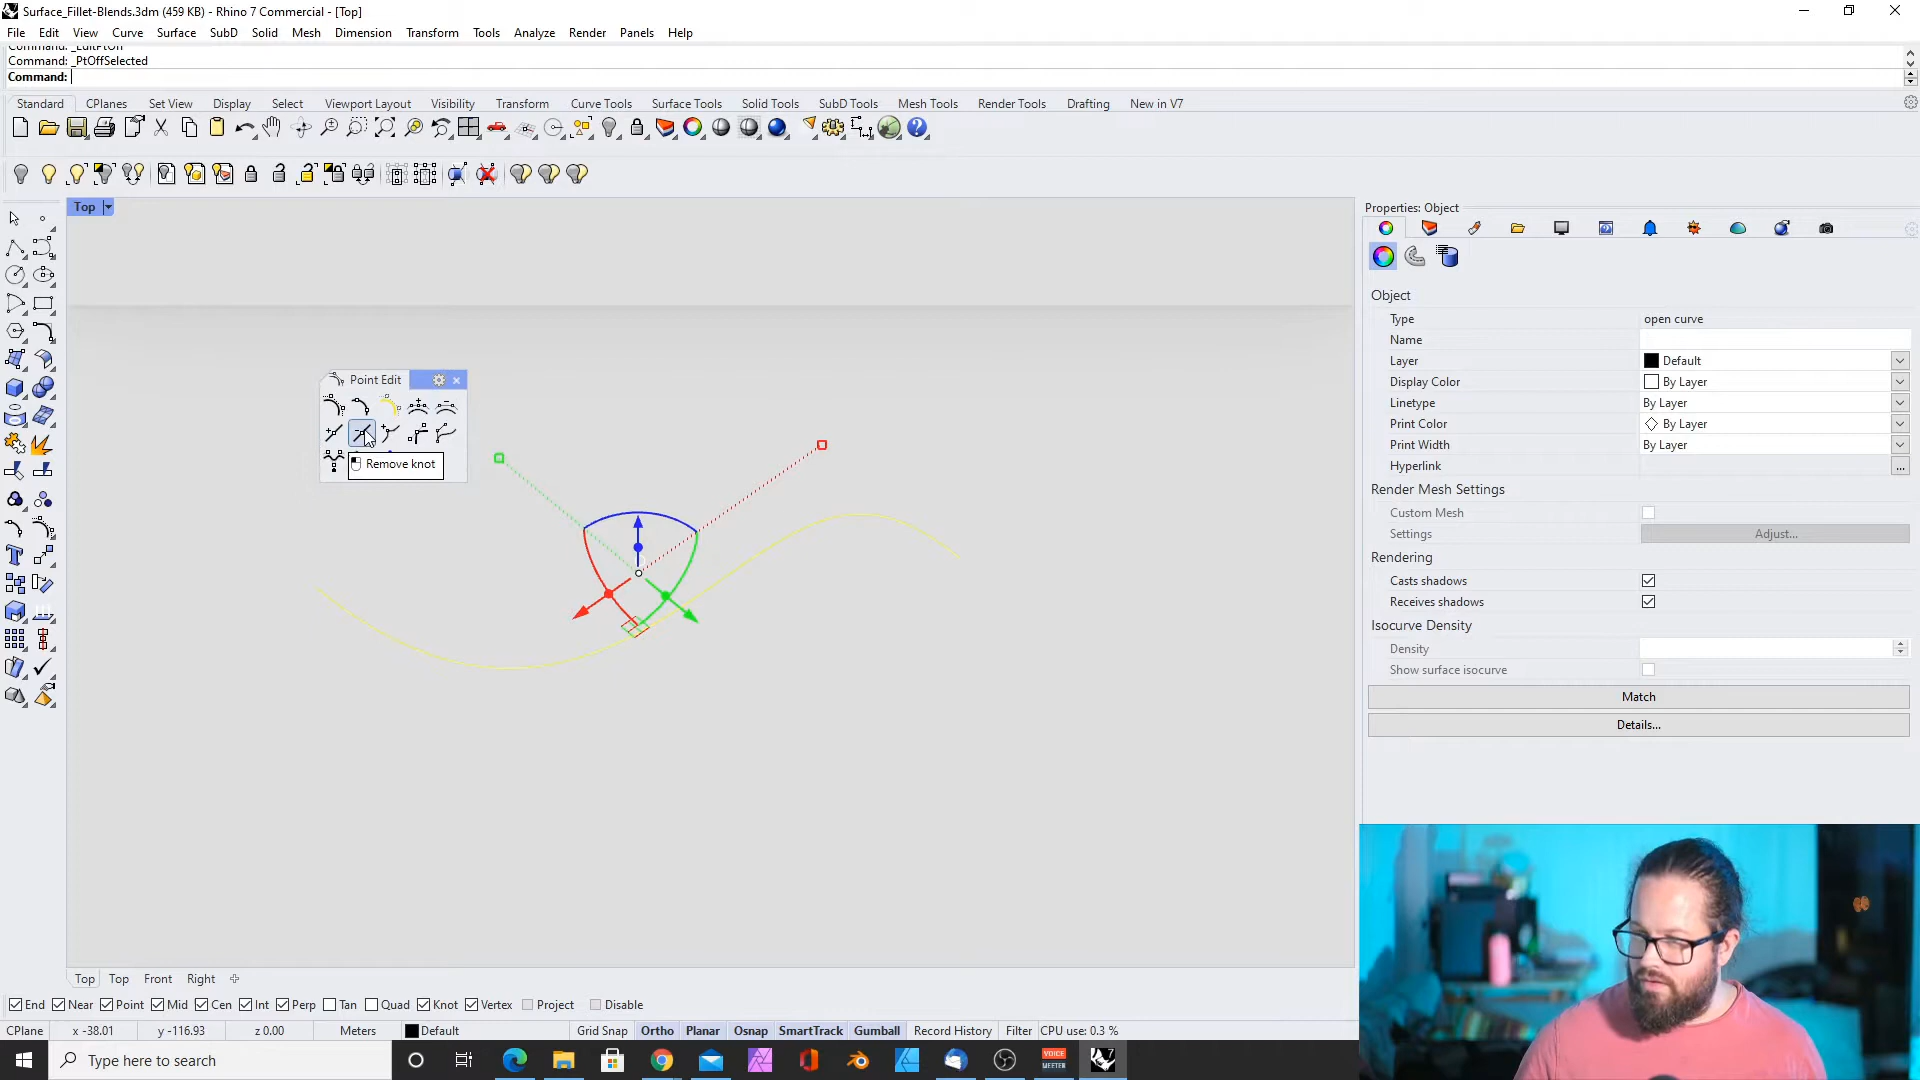 Surface_Fillet-Blends.3dm (459 KB) - Rhino 7 Commercial - [Top]
File Edit View Curve Surface SubD Solid Mesh Dimension Transform Tools Analyze Render Panels Help
Command: _EditPtOff
Command: _PtOffSelected
Command:
Standard CPlanes Set View Display Select Viewport Layout Visibility Transform Curve Tools Surface Tools Solid Tools SubD Tools Mesh Tools Render Tools Drafting New in V7
Top
Point Edit
Remove knot
Properties: Object
Object
Type open curve
Name
Layer Default
Display Color By Layer
Linetype By Layer
Print Color By Layer
Print Width By Layer
Hyperlink ...
Render Mesh Settings
Custom Mesh
Settings Adjust...
Rendering
Casts shadows
Receives shadows
Isocurve Density
Density
Show surface isocurve
Match
Details...
Top Top Front Right
End Near Point Mid Cen Int Perp Tan Quad Knot Vertex Project Disable
CPlane x -38.01 y -116.93 z 0.00 Meters Default Grid Snap Ortho Planar Osnap SmartTrack Gumball Record History Filter CPU use: 0.3 %
Type here to search
VOICE
MEETER